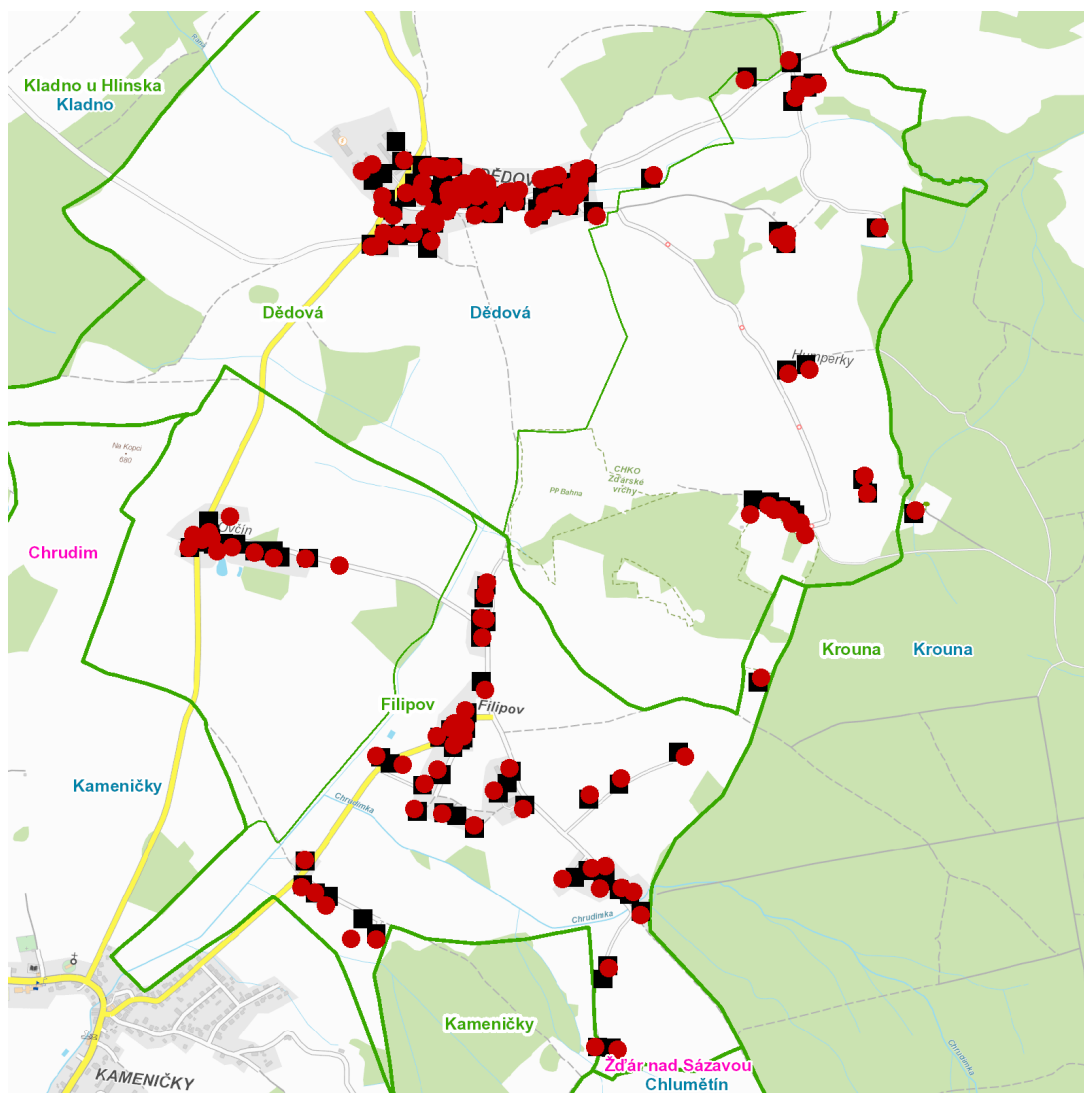 Kladno u Hlinska
Kladno
Dědová
Dědová
Humperky
Na Kopci
680
CHKO
Žďárské
vrchy
PP Bahna
Ovčín
Chrudim
Krouna
Krouna
Filipov
Filipov
Kameničky
Chrudimka
Chrudimka
Kameničky
Žďár nad Sázavou
Chlumětín
Chrudimka
KAMENIČKY